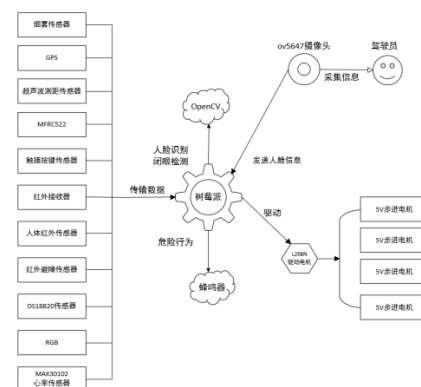 烟雾传感器
GPS
超声波测距传感器
MFRC522
触摸按键传感器
红外接收器
人体红外传感器
红外避障传感器
DS18B20传感器
RGB
MAX30102
心率传感器
传输数据
OpenCV
人脸识别
闭眼检测
树莓派
危险行为
蜂鸣器
ov5647摄像头
驾驶员
采集信息
发送人脸信息
驱动
L298N
驱动电机
5V步进电机
5V步进电机
5V步进电机
5V步进电机